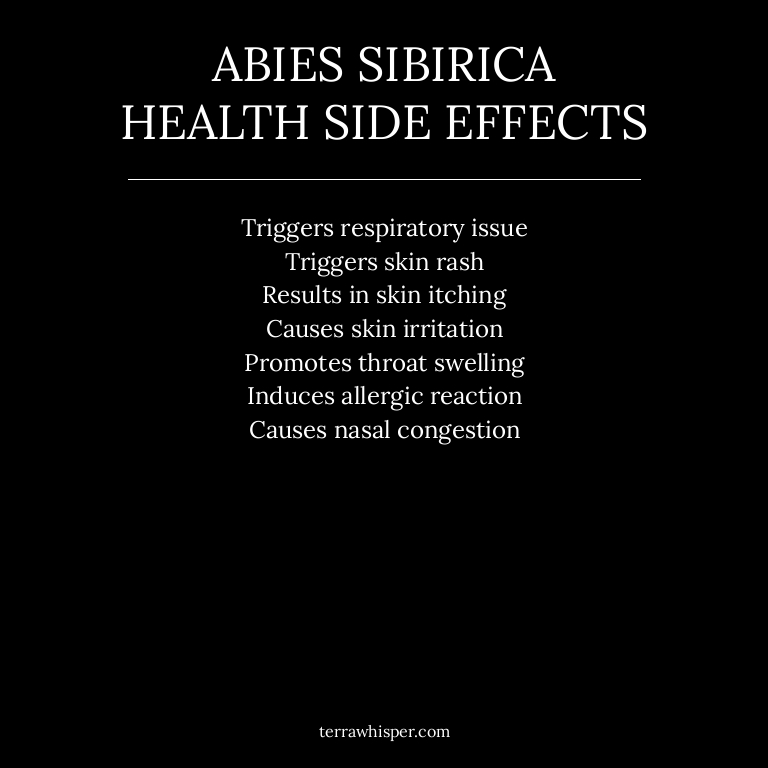 ABIES SIBIRICA
HEALTH SIDE EFFECTS
Triggers respiratory issue
Triggers skin rash
Results in skin itching
Causes skin irritation
Promotes throat swelling
Induces allergic reaction
Causes nasal congestion
terrawhisper.com